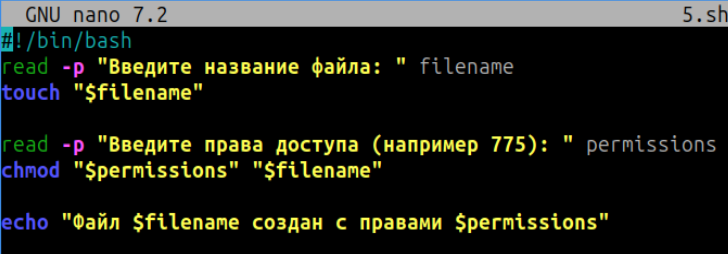 GNU nano 7.2 5.sh
#!/bin/bash
read -p "Введите название файла: " filename
touch "$filename"
read -p "Введите права доступа (например 775): " permissions
chmod "$permissions" "$filename"
echo "Файл $filename создан с правами $permissions"